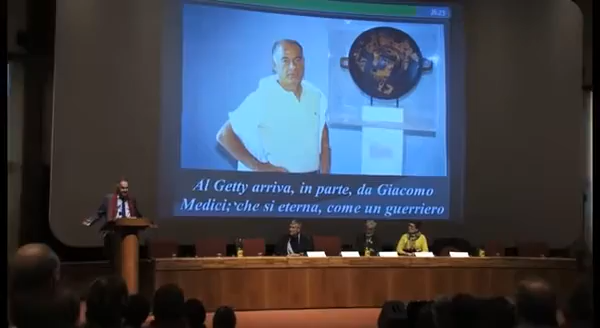 Al Getty arriva, in parte, da Giacomo
Medici; che si eterna, come un guerriero